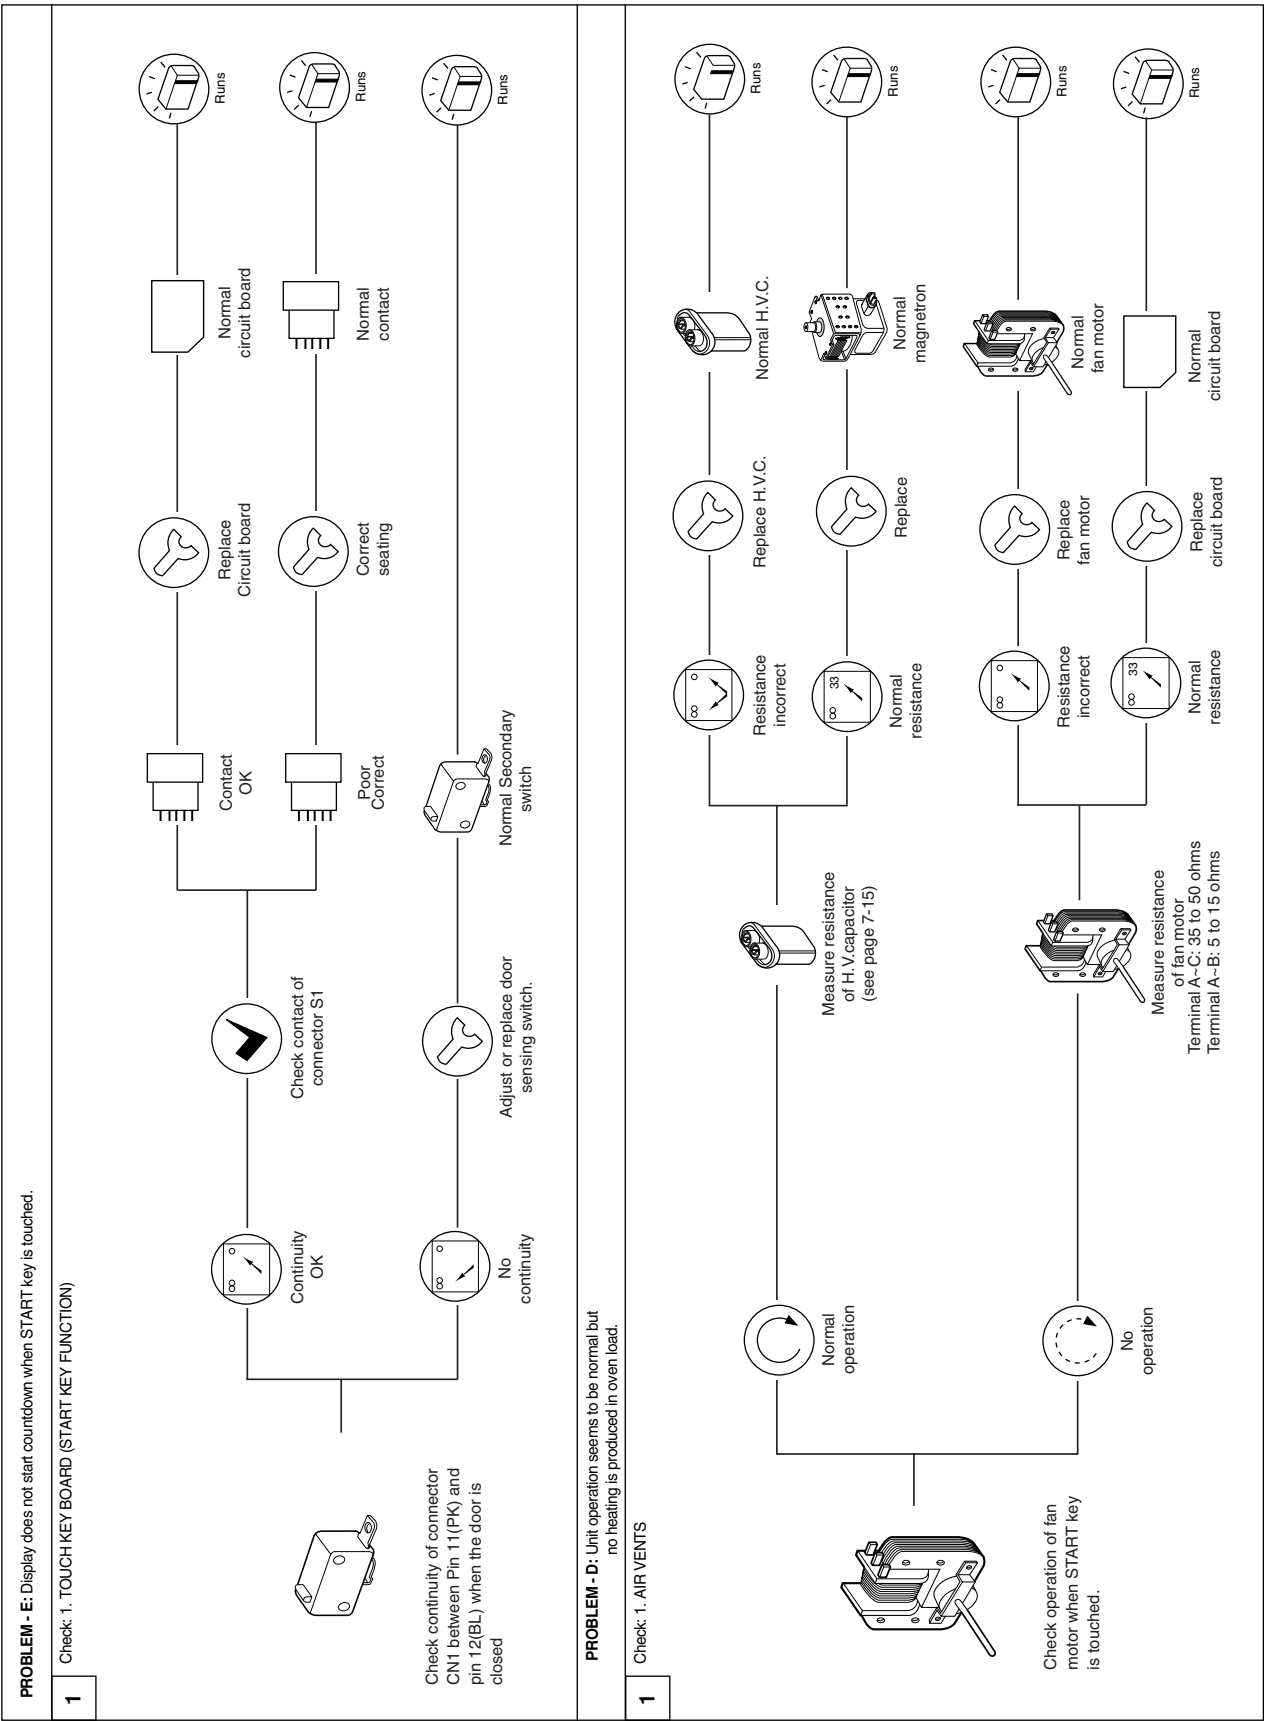 PROBLEM - E: Display does not start countdown when START key is touched.
1
Check: 1. TOUCH KEY BOARD (START KEY FUNCTION)
Check continuity of connector
CN1 between Pin 11(PK) and
pin 12(BL) when the door is
closed
∞ 0
Continuity
OK
Check contact of
connector S1
Contact
OK
Replace
Circuit board
Normal
circuit board
Runs
Poor
Correct
Correct
seating
Normal
contact
Runs
∞ 0
No
continuity
Adjust or replace door
sensing switch.
Normal Secondary
switch
Runs
PROBLEM - D: Unit operation seems to be normal but
no heating is produced in oven load.
1
Check: 1. AIR VENTS
Check operation of fan
motor when START key
is touched.
Normal
operation
Measure resistance
of H.V.capacitor
(see page 7-15)
∞ 0
Resistance
incorrect
Replace H.V.C.
Normal H.V.C.
Runs
∞ 33
Normal
resistance
Replace
Normal
magnetron
Runs
No
operation
Measure resistance
of fan motor
Terminal A~C: 35 to 50 ohms
Terminal A~B: 5 to 15 ohms
∞ 0
Resistance
incorrect
Replace
fan motor
Normal
fan motor
Runs
∞ 33
Normal
resistance
Replace
circuit board
Normal
circuit board
Runs